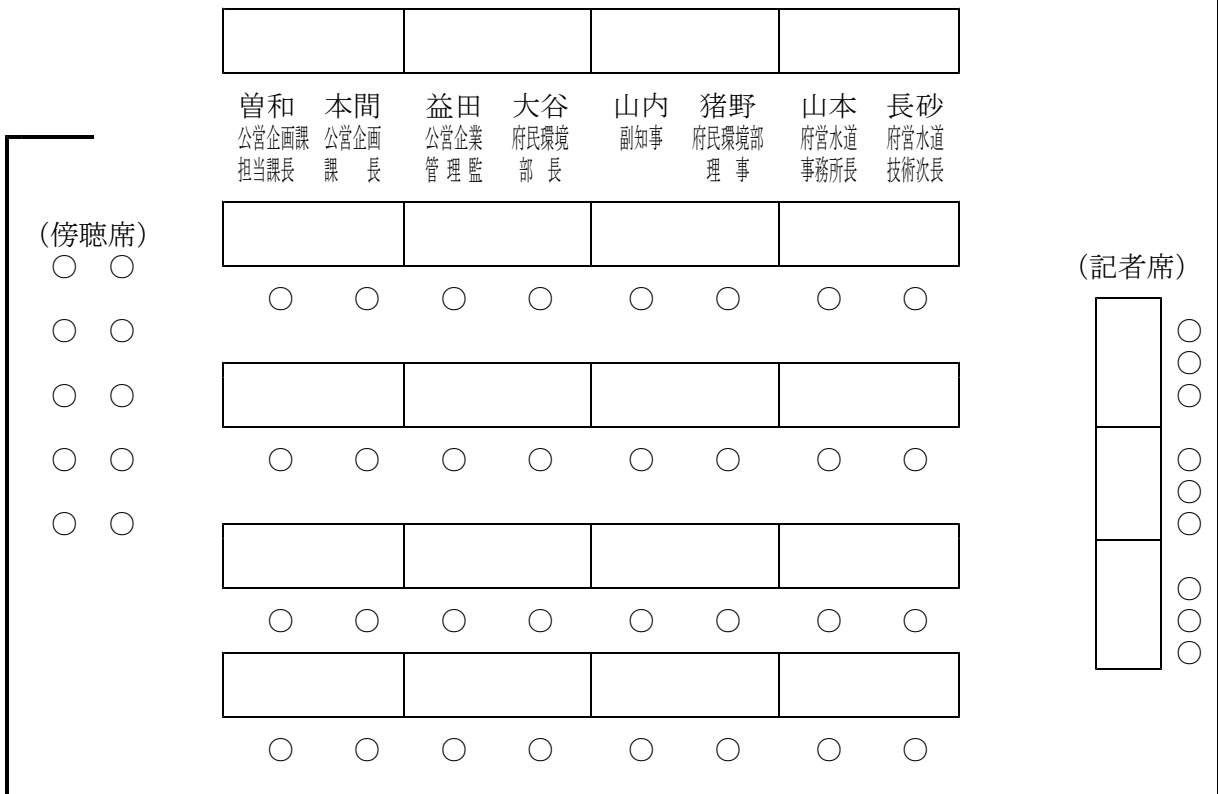 曽和 本間 益田 大谷 山内 猪野 山本 長砂
公営企画課 公営企画 公営企業 府民環境 副知事 府民環境部 府営水道 府営水道
担当課長 課 長 管 理 監 部 長 理 事 事務所長 技術次長
(傍聴席)
(記者席)